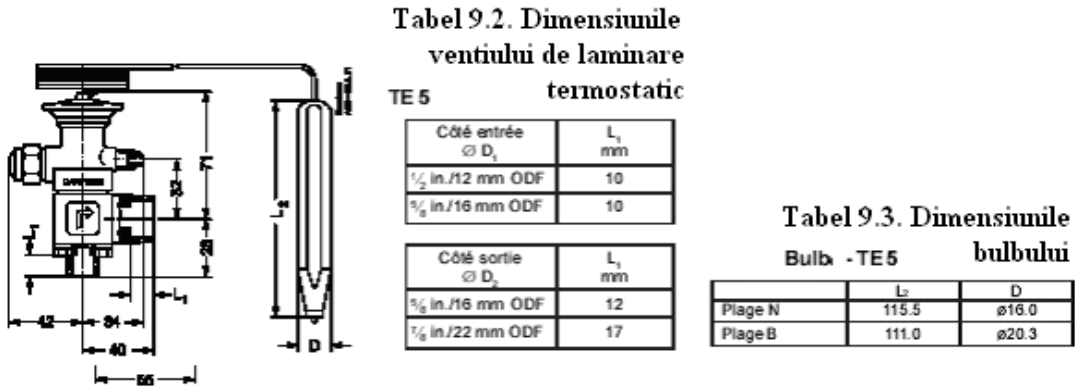 Tabel 9.2. Dimensiunile
ventiului de laminare
termostatic
TE 5
Côté entrée
Ø D₁
L₁
mm
½ in./12 mm ODF
10
⅝ in./16 mm ODF
10
Côté sortie
Ø D₂
L₁
mm
⅝ in./16 mm ODF
12
⅞ in./22 mm ODF
17
Tabel 9.3. Dimensiunile
bulbului
Bulb - TE 5
L₂
D
Plage N
115.5
ø16.0
Plage B
111.0
ø20.3
71
32
28
L₁
L₁
L₂
D
42
34
40